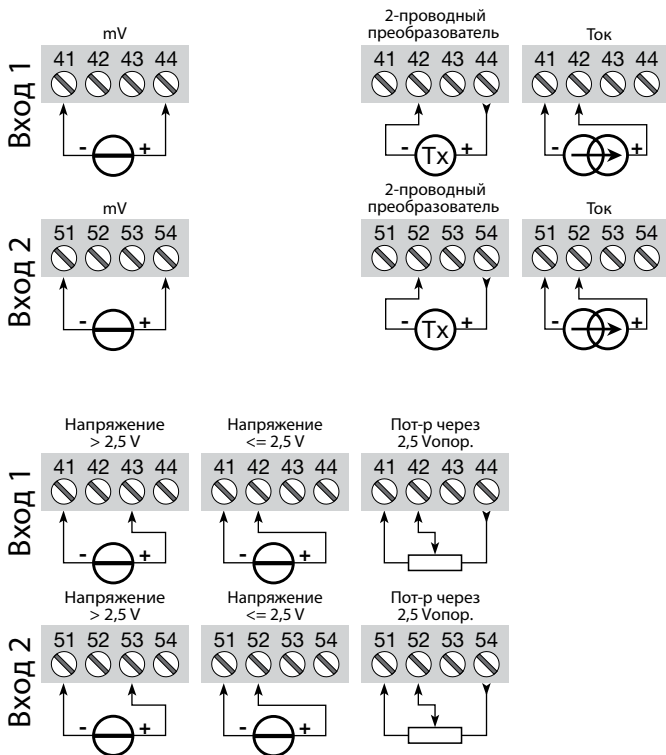 mV
41 42 43 44
Вход 1
- +
2-проводный
преобразователь
41 42 43 44
- Tx +
Ток
41 42 43 44
- +
mV
51 52 53 54
Вход 2
- +
2-проводный
преобразователь
51 52 53 54
- Tx +
Ток
51 52 53 54
- +
Напряжение
> 2,5 V
41 42 43 44
Вход 1
- +
Напряжение
<= 2,5 V
41 42 43 44
- +
Пот-р через
2,5 Vопор.
41 42 43 44
Напряжение
> 2,5 V
51 52 53 54
Вход 2
- +
Напряжение
<= 2,5 V
51 52 53 54
- +
Пот-р через
2,5 Vопор.
51 52 53 54